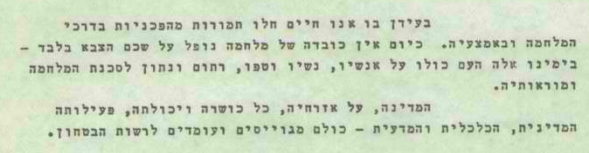 בעידן בו אנו חיים חלו תמורות מהפכניות בדרכי
המלחמה ובאמצעיה. כיום אין כובדה של מלחמה נופל על שכם הצבא בלבד -
בימינו אלה העם כולו על אנשיו, נשיו וטפו, רתום ונתון לסכנת המלחמה
ומוראותיה.
המדינה, על אזרחיה, כל כושרה ויכולתה, פעילותה
המדינית, הכלכלית והמדעית - כולם מגוייסים ועומדים לרשות הבטחון.